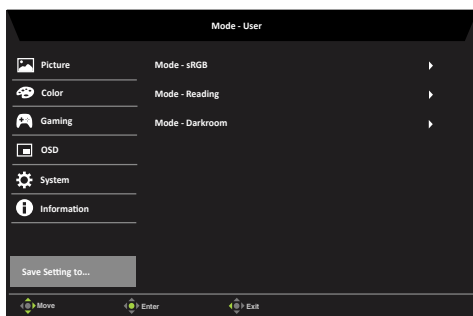 Mode - User
Picture
Mode - sRGB
Color
Mode - Reading
Gaming
Mode - Darkroom
OSD
System
Information
Save Setting to...
Move
Enter
Exit